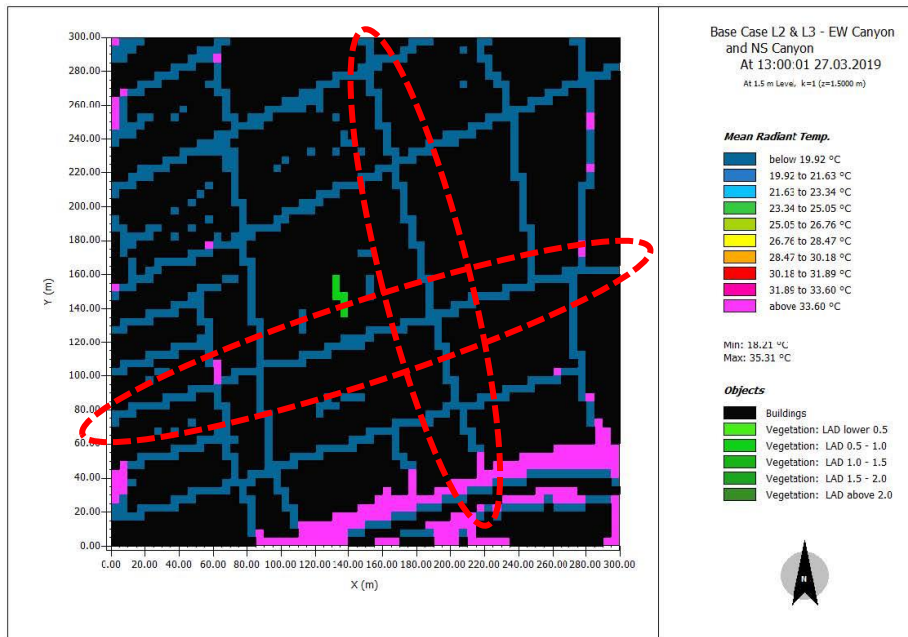 Base Case L2 & L3 - EW Canyon
and NS Canyon
At 13:00:01 27.03.2019
At 1.5 m Level, k=1 (z=1.5000 m)
300.00
280.00
260.00
240.00
220.00
200.00
180.00
160.00
140.00
120.00
100.00
80.00
60.00
40.00
20.00
0.00
Y (m)
0.00 20.00 40.00 60.00 80.00 100.00 120.00 140.00 160.00 180.00 200.00 220.00 240.00 260.00 280.00 300.00
X (m)
Mean Radiant Temp.
below 19.92 °C
19.92 to 21.63 °C
21.63 to 23.34 °C
23.34 to 25.05 °C
25.05 to 26.76 °C
26.76 to 28.47 °C
28.47 to 30.18 °C
30.18 to 31.89 °C
31.89 to 33.60 °C
above 33.60 °C
Min: 18.21 °C
Max: 35.31 °C
Objects
Buildings
Vegetation: LAD lower 0.5
Vegetation: LAD 0.5 - 1.0
Vegetation: LAD 1.0 - 1.5
Vegetation: LAD 1.5 - 2.0
Vegetation: LAD above 2.0
N